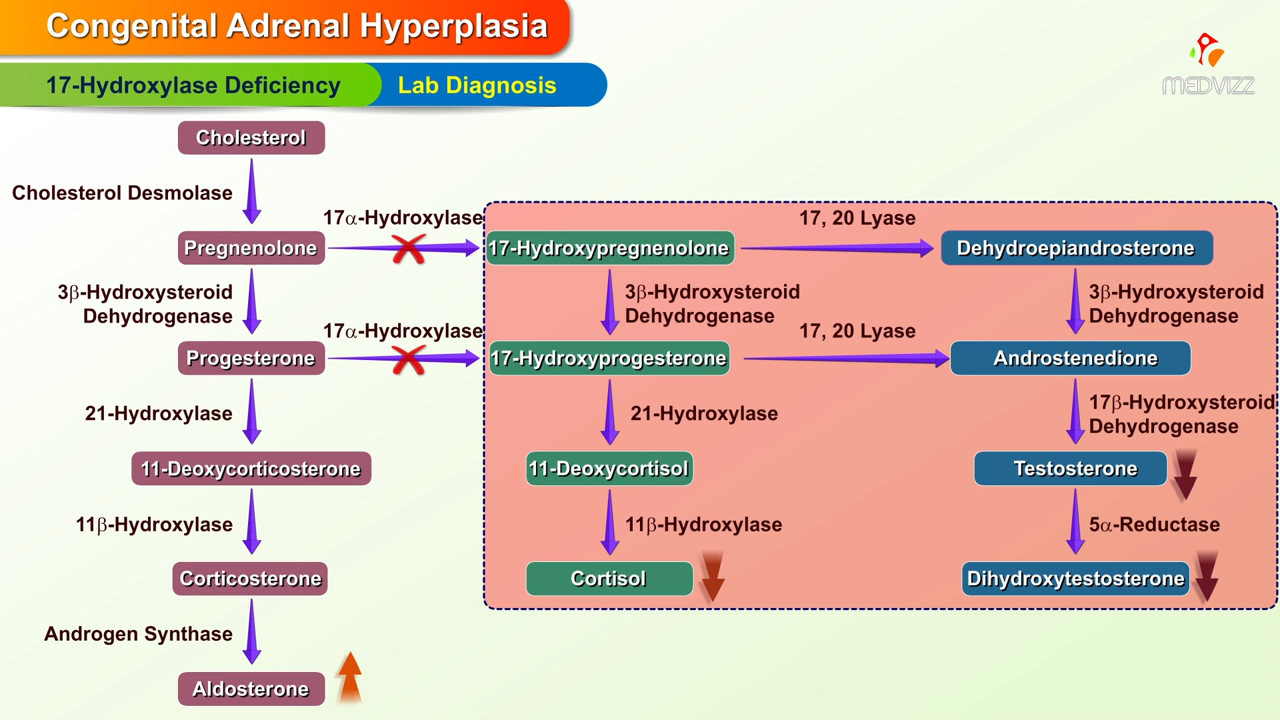 Congenital Adrenal Hyperplasia
17-Hydroxylase Deficiency
Lab Diagnosis
MEDVIZZ
Cholesterol
Cholesterol Desmolase
17α-Hydroxylase
17, 20 Lyase
Pregnenolone
17-Hydroxypregnenolone
Dehydroepiandrosterone
3β-Hydroxysteroid
Dehydrogenase
3β-Hydroxysteroid
Dehydrogenase
3β-Hydroxysteroid
Dehydrogenase
17α-Hydroxylase
17, 20 Lyase
Progesterone
17-Hydroxyprogesterone
Androstenedione
21-Hydroxylase
21-Hydroxylase
17β-Hydroxysteroid
Dehydrogenase
11-Deoxycorticosterone
11-Deoxycortisol
Testosterone
11β-Hydroxylase
11β-Hydroxylase
5α-Reductase
Corticosterone
Cortisol
Dihydroxytestosterone
Androgen Synthase
Aldosterone